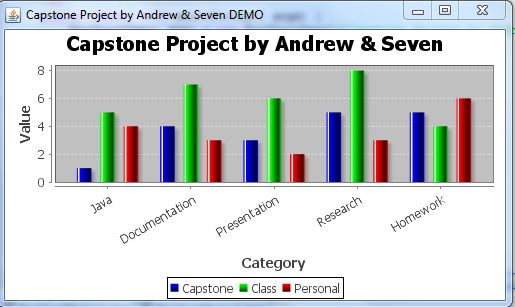 Capstone Project by Andrew & Seven DEMO
Capstone Project by Andrew & Seven
Value
8
6
4
2
0
Java
Documentation
Presentation
Research
Homework
Category
Capstone Class Personal